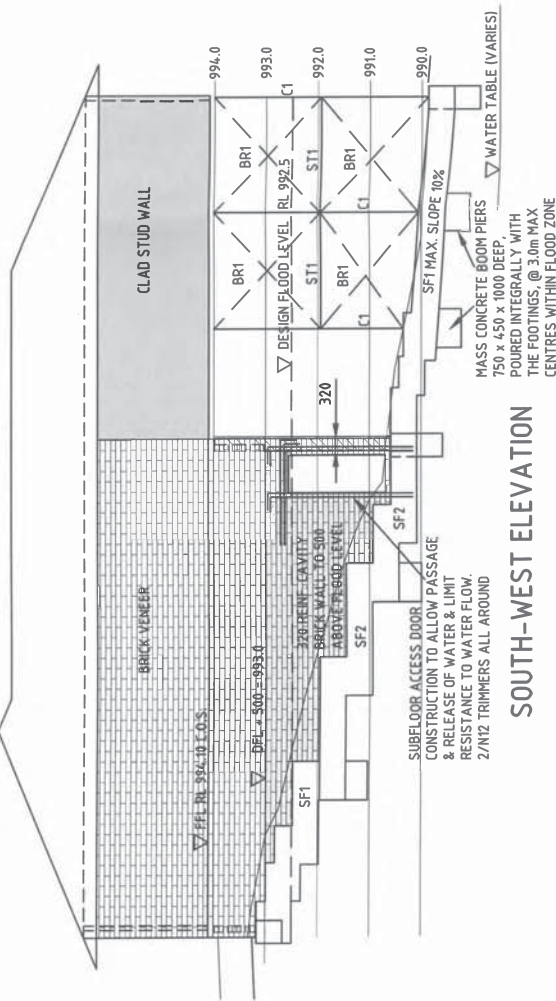 CLAD STUD WALL
BRICK VENEER
994.0
993.0
992.0
991.0
990.0
C1
BR1
BR1
ST1
ST1
BR1
BR1
C1
C1
DESIGN FLOOD LEVEL RL 992.5
FFL RL 994.10 C.O.S
DFL + 500 = 993.0
320
320 REINF. CAVITY
BRICK WALL TO 500
ABOVE FLOOD LEVEL
SF1
SF2
SF2
SF1 MAX. SLOPE 10%
WATER TABLE (VARIES)
SUBFLOOR ACCESS DOOR
CONSTRUCTION TO ALLOW PASSAGE
& RELEASE OF WATER & LIMIT
RESISTANCE TO WATER FLOW.
2/N12 TRIMMERS ALL AROUND
MASS CONCRETE BOOM PIERS
750 x 450 x 1000 DEEP,
POURED INTEGRALLY WITH
THE FOOTINGS, @ 3.0m MAX
CENTRES WITHIN FLOOD ZONE
SOUTH-WEST ELEVATION